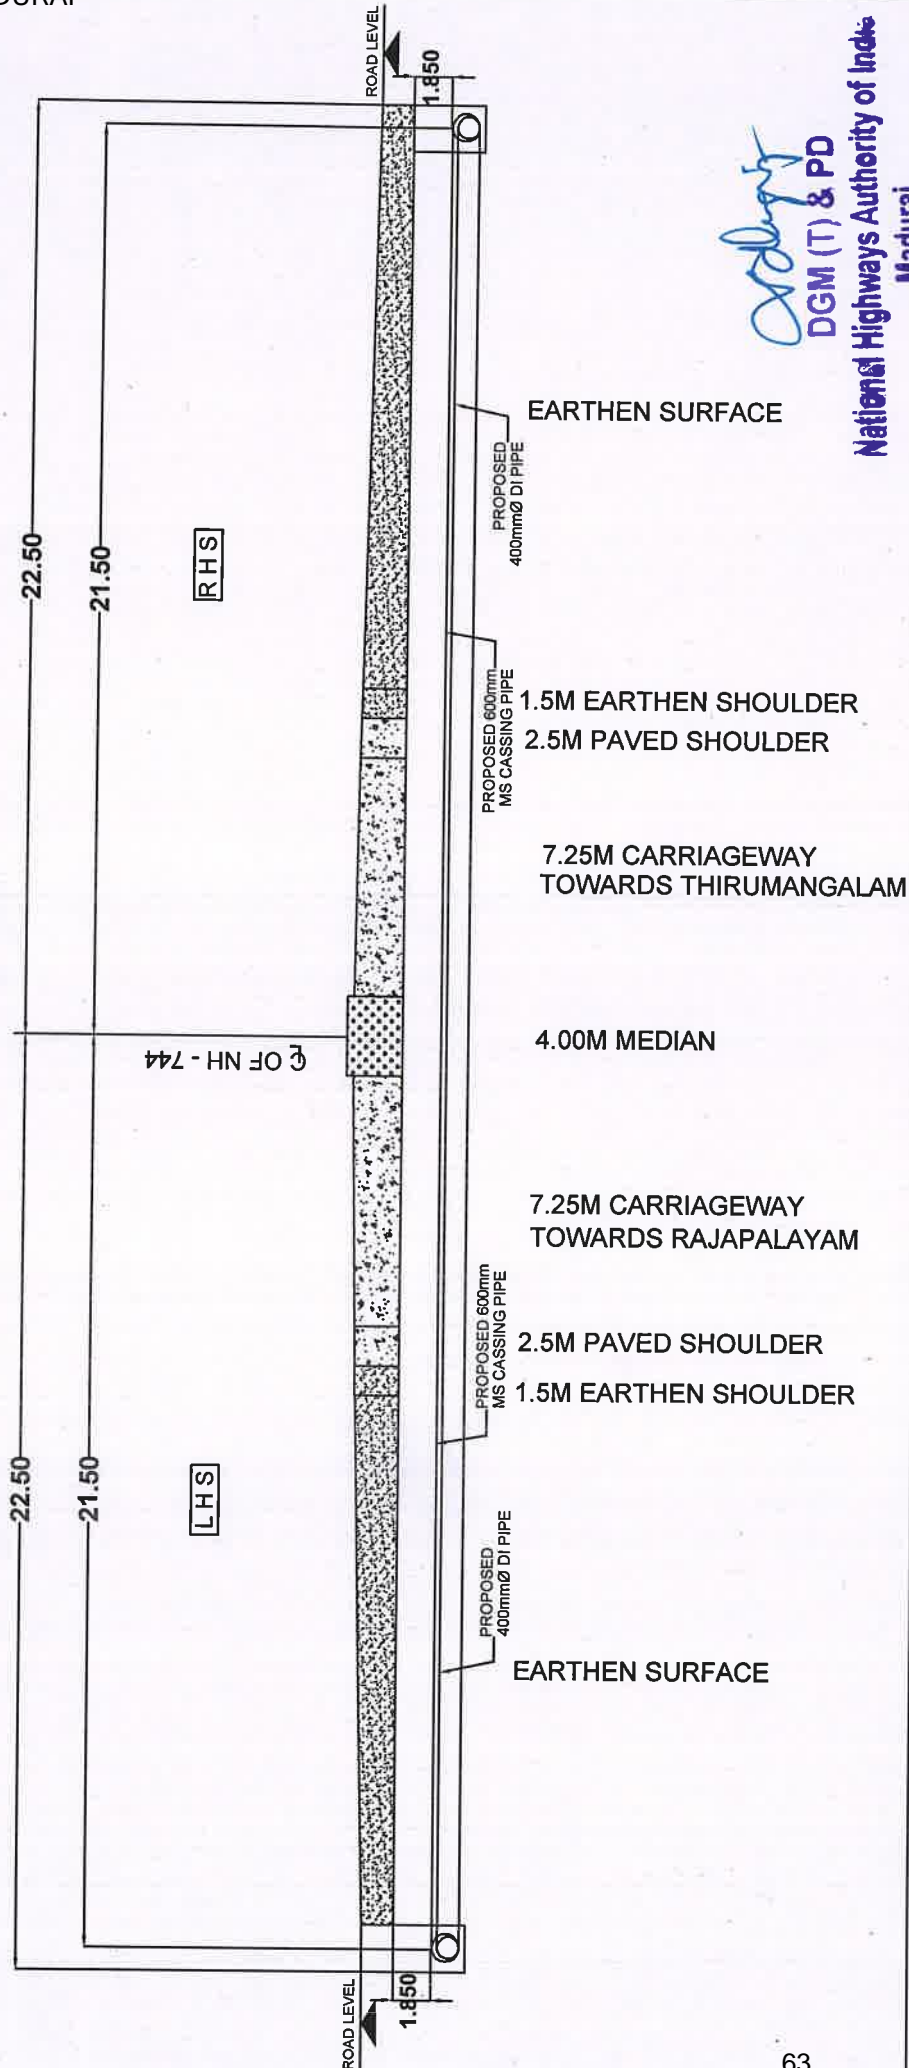 ROAD LEVEL
1.850
22.50
21.50
RHS
DGM (T) & PD
National Highways Authority of India
Madurai
EARTHEN SURFACE
PROPOSED
400mmØ DI PIPE
PROPOSED 600mm
MS CASSING PIPE
1.5M EARTHEN SHOULDER
2.5M PAVED SHOULDER
7.25M CARRIAGEWAY
TOWARDS THIRUMANGALAM
℄ OF NH - 744
4.00M MEDIAN
7.25M CARRIAGEWAY
TOWARDS RAJAPALAYAM
PROPOSED 600mm
MS CASSING PIPE
2.5M PAVED SHOULDER
1.5M EARTHEN SHOULDER
22.50
21.50
LHS
PROPOSED
400mmØ DI PIPE
EARTHEN SURFACE
1.850
ROAD LEVEL
63